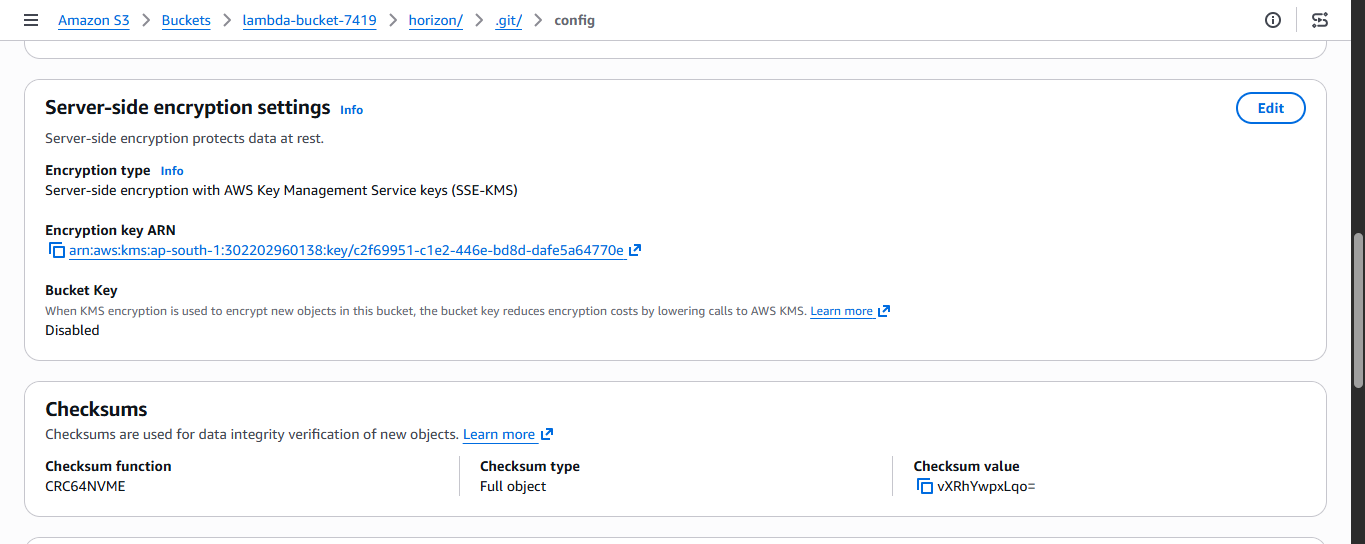 Amazon S3 > Buckets > lambda-bucket-7419 > horizon/ > .git/ > config
Server-side encryption settings Info
Edit
Server-side encryption protects data at rest.
Encryption type Info
Server-side encryption with AWS Key Management Service keys (SSE-KMS)
Encryption key ARN
arn:aws:kms:ap-south-1:302202960138:key/c2f69951-c1e2-446e-bd8d-dafe5a64770e
Bucket Key
When KMS encryption is used to encrypt new objects in this bucket, the bucket key reduces encryption costs by lowering calls to AWS KMS. Learn more
Disabled
Checksums
Checksums are used for data integrity verification of new objects. Learn more
Checksum function
CRC64NVME
Checksum type
Full object
Checksum value
vXRhYwpxLqo=